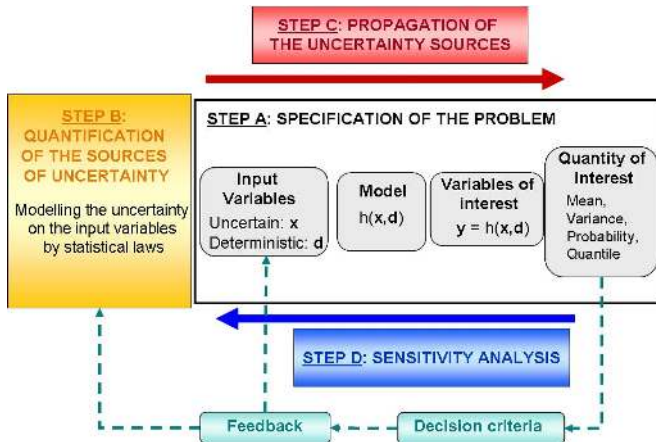 STEP C: PROPAGATION OF
THE UNCERTAINTY SOURCES
STEP B:
QUANTIFICATION
OF THE SOURCES
OF UNCERTAINTY
Modelling the uncertainty
on the input variables
by statistical laws
STEP A: SPECIFICATION OF THE PROBLEM
Input
Variables
Uncertain: x
Deterministic: d
Model
h(x,d)
Variables of
interest
y = h(x,d)
Quantity of
Interest
Mean,
Variance,
Probability,
Quantile
STEP D: SENSITIVITY ANALYSIS
Feedback
Decision criteria